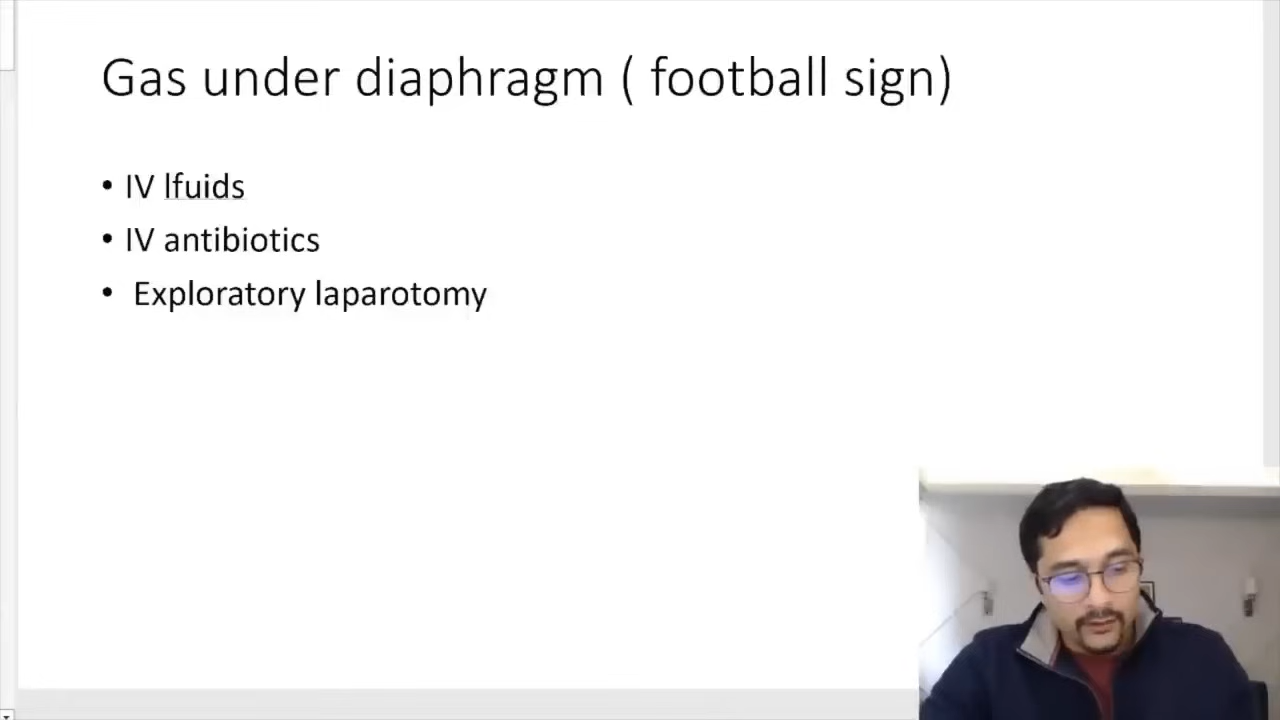 Gas under diaphragm ( football sign)
• IV lfuids
• IV antibiotics
• Exploratory laparotomy